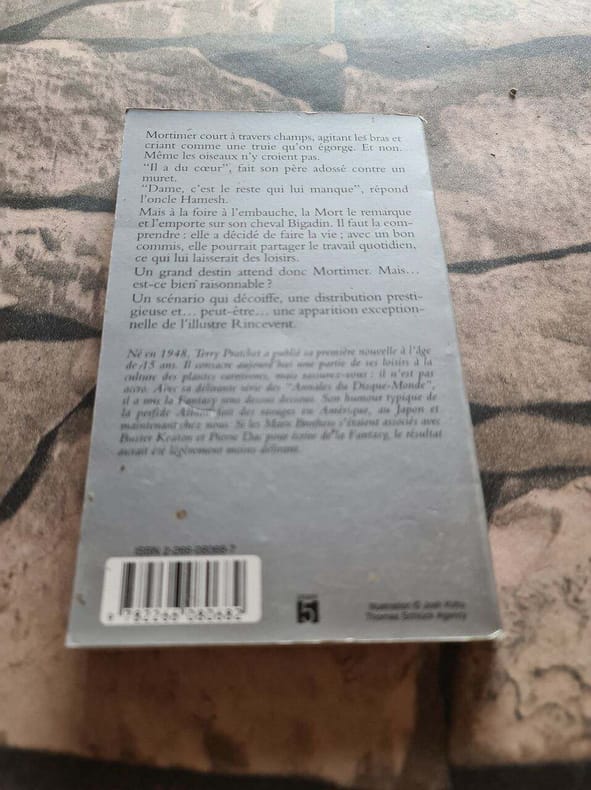 Mortimer court à travers champs, agitant les bras et
criant comme une truie qu'on égorge. Et non.
Même les oiseaux n'y croient pas.
"Il a du cœur", fait son père adossé contre un
muret.
"Dame, c'est le reste qui lui manque", répond
l'oncle Hamesh.
Mais à la foire à l'embauche, la Mort le remarque
et l'emporte sur son cheval Bigadin. Il faut la com-
prendre : elle a décidé de faire la vie ; avec un bon
commis, elle pourrait partager le travail quotidien,
ce qui lui laisserait des loisirs.
Un grand destin attend donc Mortimer. Mais...
est-ce bien raisonnable ?
Un scénario qui décoiffe, une distribution presti-
gieuse et... peut-être... une apparition exception-
nelle de l'illustre Rincevent.
Né en 1948, Terry Pratchett a publié sa première nouvelle à l'âge
de 15 ans. Il consacre aujourd'hui une partie de ses loisirs à la
culture des plantes carnivores, mais rassurez-vous : il n'est pas
accro. Avec sa délirante série des "Annales du Disque-Monde",
il a mis la Fantasy sens dessus dessous. Son humour typique de
la perfide Albion fait des ravages en Amérique, au Japon et
maintenant chez nous. Si les Marx Brothers s'étaient associés avec
Buster Keaton et Pierre Dac pour écrire de la Fantasy, le résultat
aurait été légèrement moins délirant.
ISBN 2-266-08068-7
9 782266 080682
5
Illustration © Josh Kirby
Thomas Schlück Agency